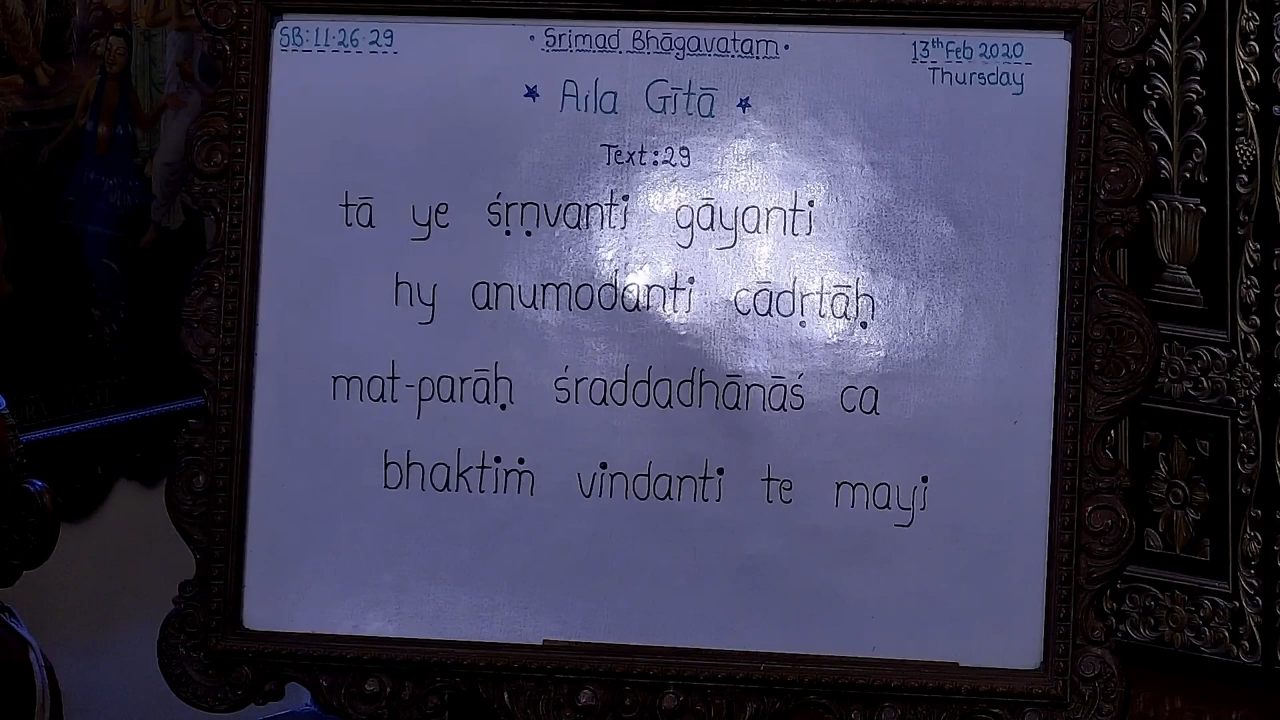 SB:11:26:29
• Srimad Bhāgavatam •
13th Feb 2020
Thursday
Aila Gītā
Text:29
tā ye śṛṇvanti gāyanti
hy anumodanti cādṛtāḥ
mat-parāḥ śraddadhānāś ca
bhaktiṁ vindanti te mayi